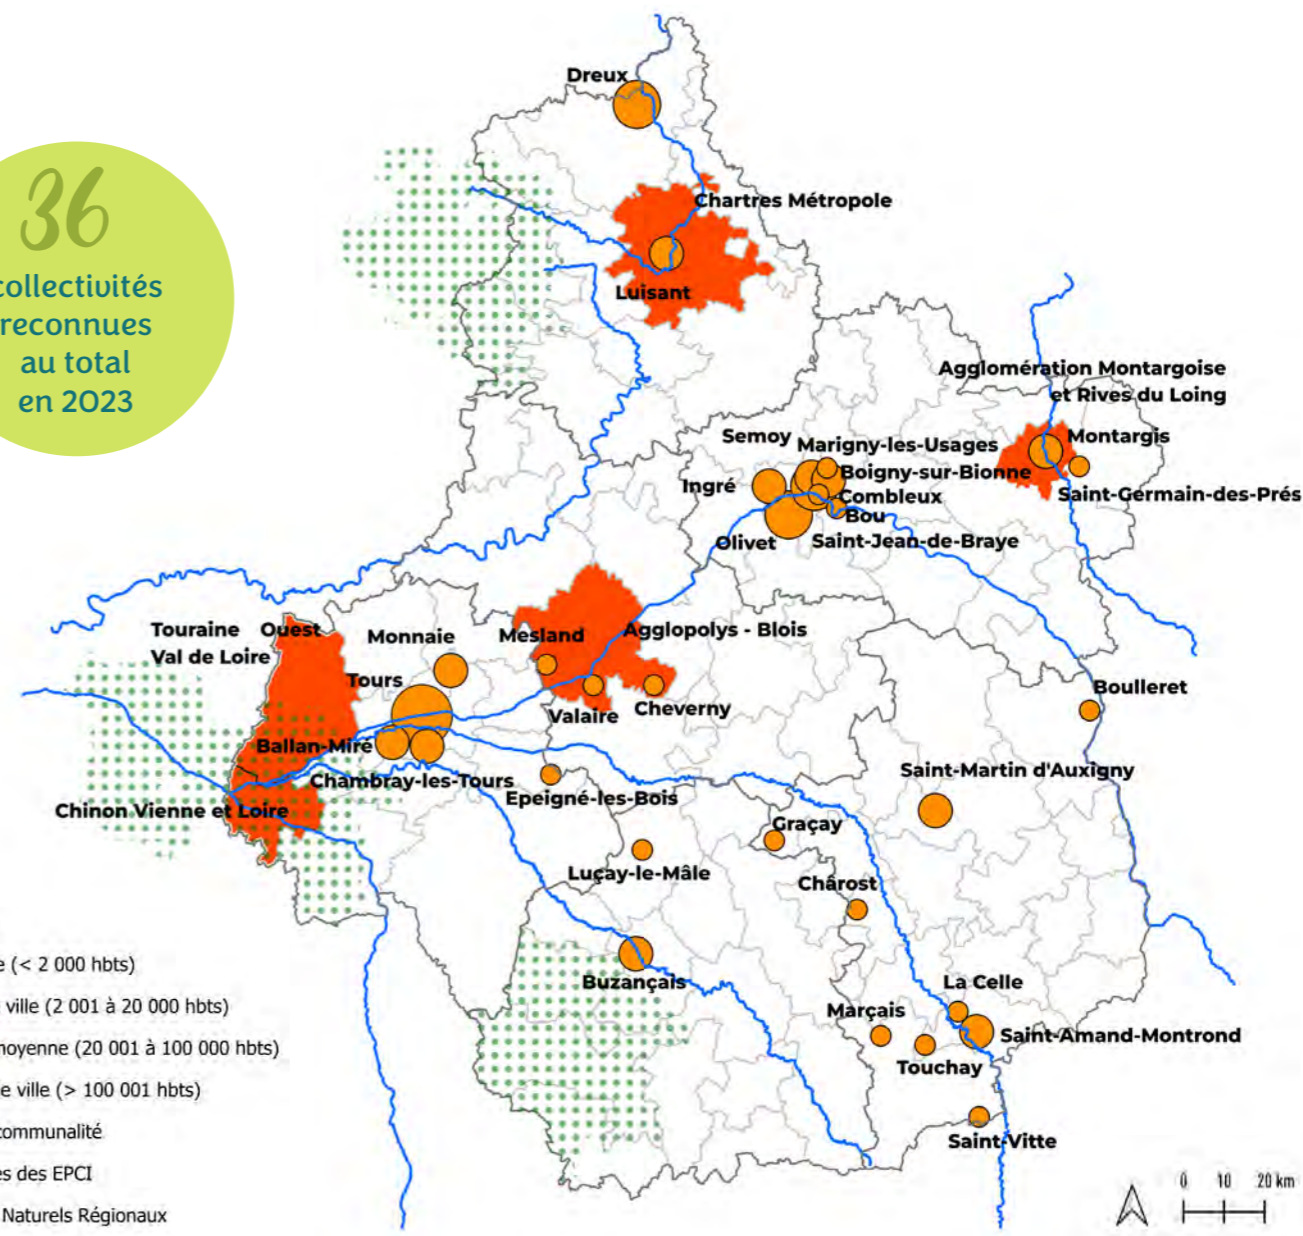 36
collectivités
reconnues
au total
en 2023
Dreux
Chartres Métropole
Luisant
Agglomération Montargoise
et Rives du Loing
Montargis
Saint-Germain-des-Prés
Semoy
Marigny-les-Usages
Boigny-sur-Bionne
Ingré
Combleux
Bou
Olivet
Saint-Jean-de-Braye
Touraine Ouest
Val de Loire
Monnaie
Mesland
Agglopolys - Blois
Tours
Valaire
Cheverny
Boulleret
Ballan-Miré
Chambray-les-Tours
Epeigné-les-Bois
Saint-Martin d'Auxigny
Chinon Vienne et Loire
Graçay
Luçay-le-Mâle
Chârost
Buzançais
La Celle
Marçais
Saint-Amand-Montrond
Touchay
Saint-Vitte
(< 2 000 hbts)
ville (2 001 à 20 000 hbts)
moyenne (20 001 à 100 000 hbts)
ville (> 100 001 hbts)
communalité
des EPCI
Naturels Régionaux
0 10 20 km